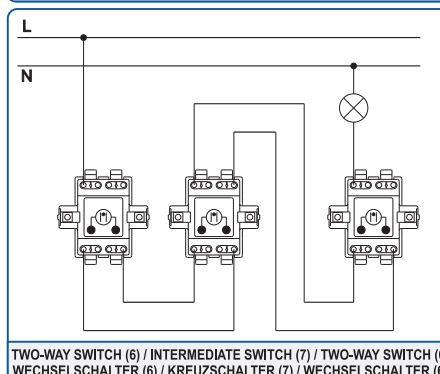 L
N
TWO-WAY SWITCH (6) / INTERMEDIATE SWITCH (7) / TWO-WAY SWITCH
WECHSELSCHALTER (6) / KREUZSCHALTER (7) / WECHSELSCHALTER